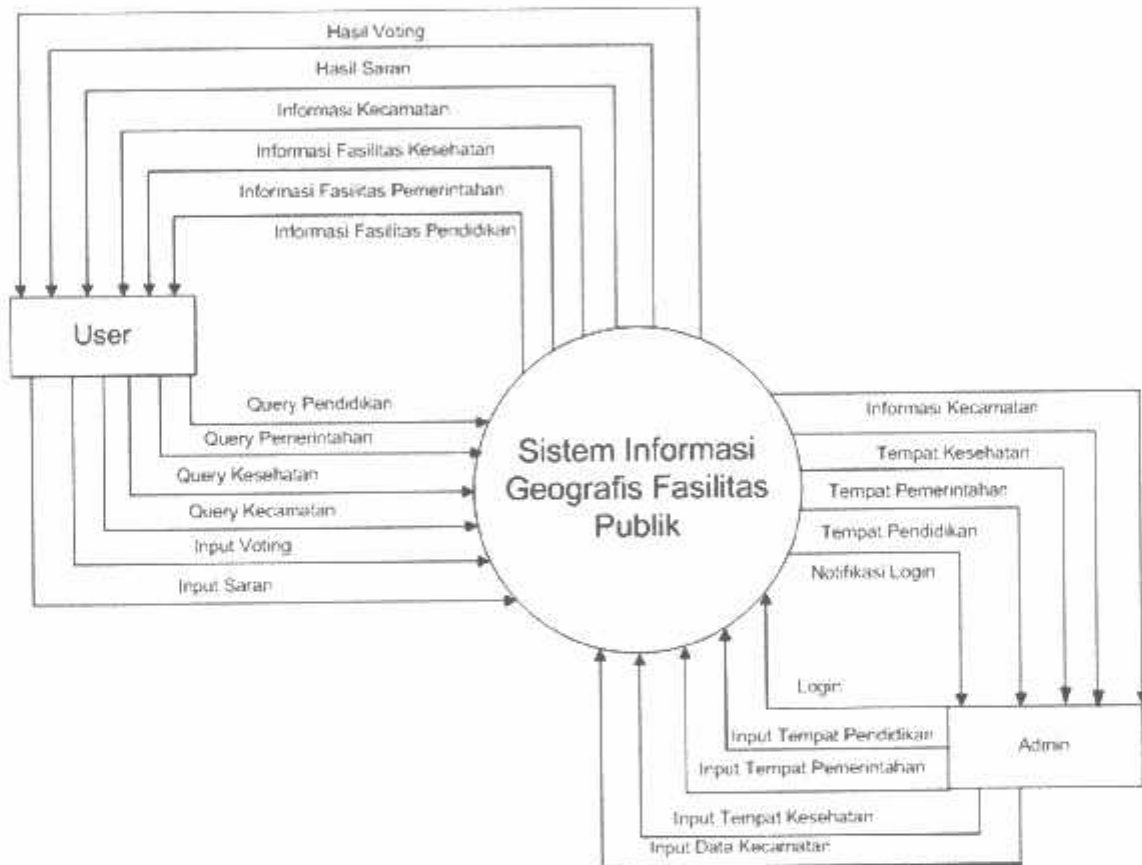 Hasil Voting
Hasil Saran
Informasi Kecamatan
Informasi Fasilitas Kesehatan
Informasi Fasilitas Pemerintahan
Informasi Fasilitas Pendidikan
User
Query Pendidikan
Query Pemerintahan
Query Kesehatan
Query Kecamatan
Input Voting
Input Saran
Sistem Informasi
Geografis Fasilitas
Publik
Informasi Kecamatan
Tempat Kesehatan
Tempat Pemerintahan
Tempat Pendidikan
Notifikasi Login
Login
Input Tempat Pendidikan
Input Tempat Pemerintahan
Input Tempat Kesehatan
Input Data Kecamatan
Admin